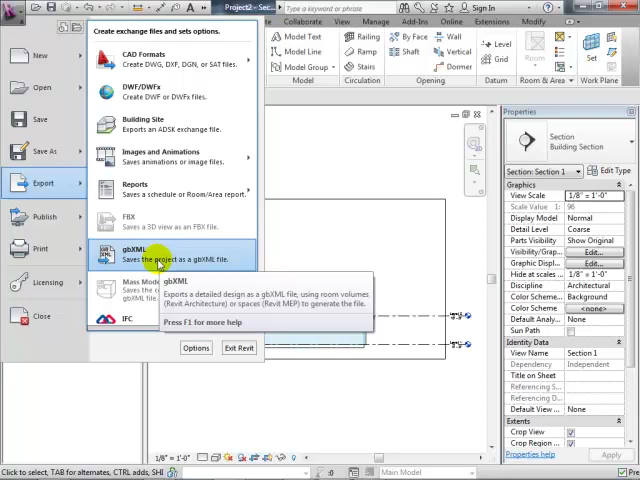 Project2 - Sec...
Type a keyword or phrase
Sign In
Collaborate
View
Manage
Add-Ins
Online
Extensions
Modify
Create exchange files and sets options.
New
CAD Formats
Create DWG, DXF, DGN, or SAT files.
Open
DWF/DWFx
Create DWF or DWFx files.
Save
Building Site
Exports an ADSK exchange file.
Save As
Images and Animations
Saves animations or image files.
Export
Reports
Saves a schedule or Room/Area report.
Publish
FBX
Saves a 3D view as an FBX file.
Print
gbXML
Saves the project as a gbXML file.
Licensing
Mass Mode
Saves the c
Close
IFC
Options
Exit Revit
gbXML
Exports a detailed design as a gbXML file, using room volumes
(Revit Architecture) or spaces (Revit MEP) to generate the file.
Press F1 for more help
Model Text
Model Line
Model Group
Model
Railing
Ramp
Stairs
Circulation
By Face
Shaft
Wall
Vertical
Dormer
Opening
Level
Grid
Datum
Room & Area
Set
Work Plane
Properties
Section
Building Section
Section: Section 1
Edit Type
Graphics
View Scale
1/8" = 1'-0"
Scale Value 1:
96
Display Model
Normal
Detail Level
Coarse
Parts Visibility
Show Original
Visibility/Grap...
Edit...
Graphic Displa...
Edit...
Hide at scales ...
1" = 400'-0"
Discipline
Architectural
Color Scheme ...
Background
Color Scheme
<none>
Default Analy...
None
Sun Path
Identity Data
View Name
Section 1
Dependency
Independent
Title on Sheet
Referencing S...
Referencing D...
Default View ...
None
Extents
Crop View
Crop Region ...
Properties help
Apply
1/8" = 1'-0"
Click to select, TAB for alternates, CTRL adds, SHI
:0
Main Model
Pre